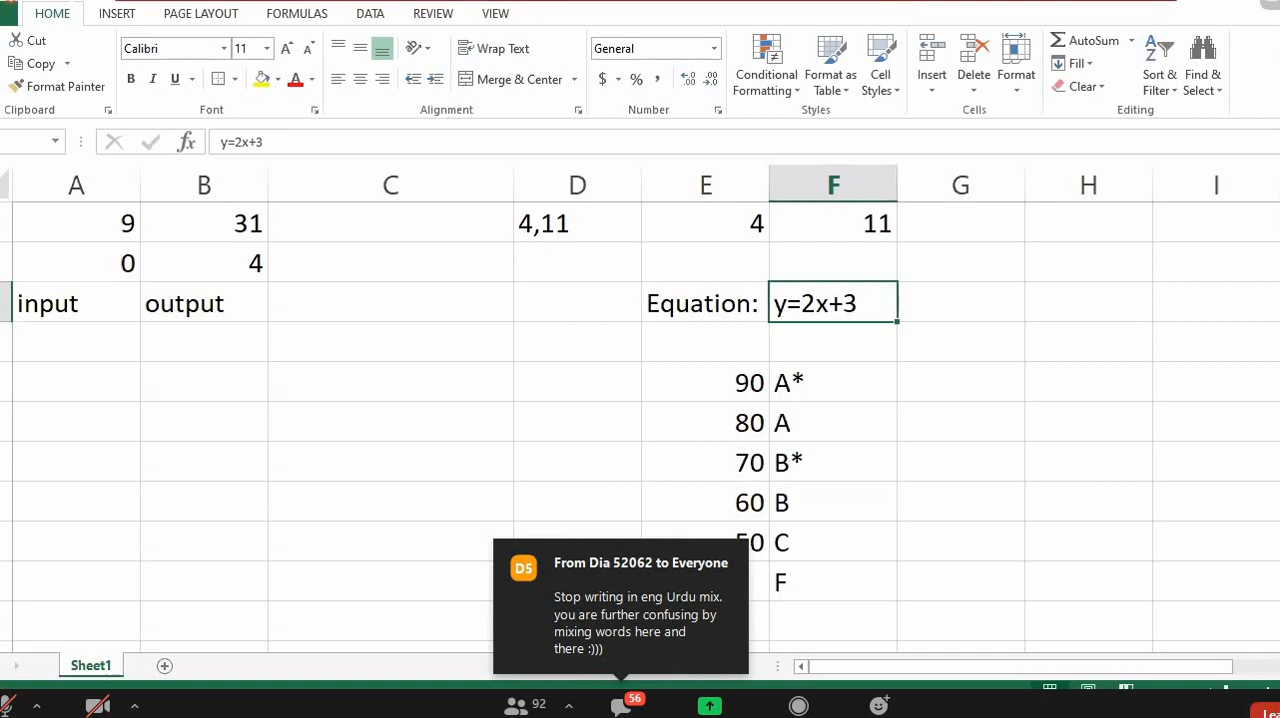 HOME INSERT PAGE LAYOUT FORMULAS DATA REVIEW VIEW
Cut
Copy
Format Painter
Clipboard
Calibri 11
B I U
Font
Wrap Text
Merge & Center
Alignment
General
$ % ,
Number
Conditional Formatting
Format as Table
Cell Styles
Styles
Insert
Delete
Format
Cells
AutoSum
Fill
Clear
Sort & Filter
Find & Select
Editing
fx y=2x+3
A B C D E F G H I
9 31 4,11 4 11
0 4
input output Equation: y=2x+3
90 A*
80 A
70 B*
60 B
50 C
F
D5
From Dia 52062 to Everyone
Stop writing in eng Urdu mix.
you are further confusing by
mixing words here and
there :)))
Sheet1
92
56